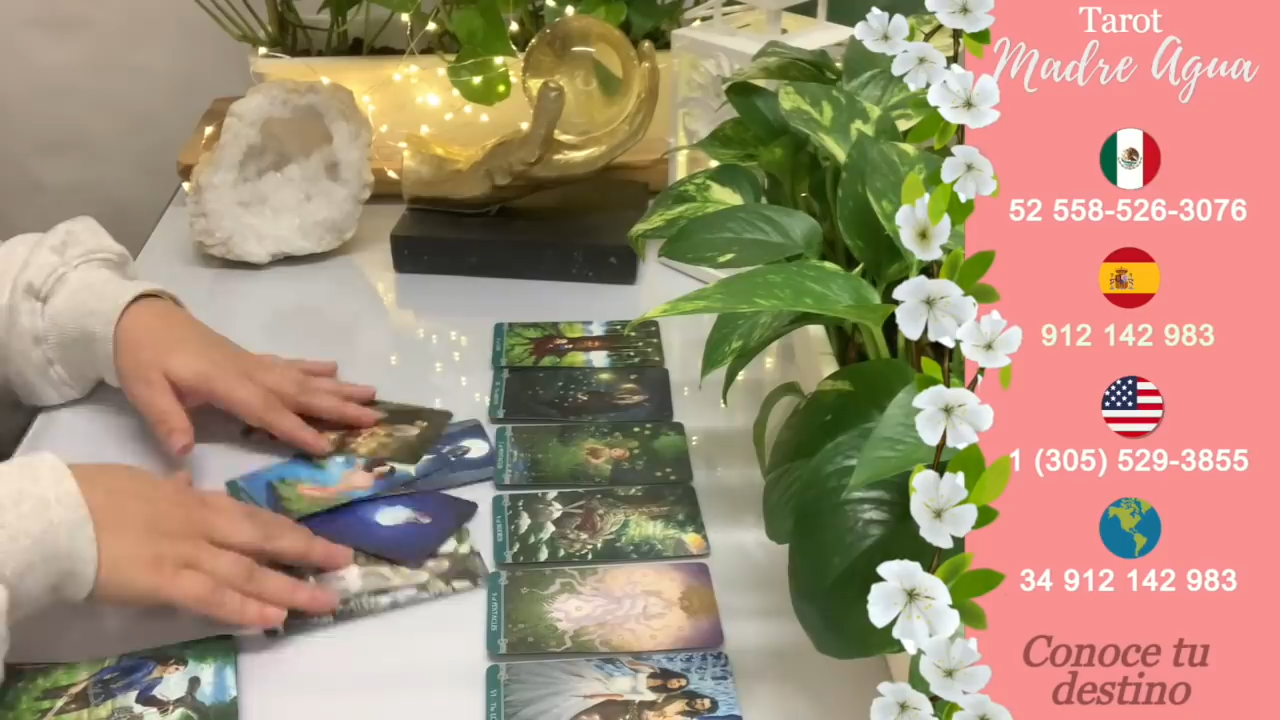 Tarot
Madre Agua
52 558-526-3076
912 142 983
1 (305) 529-3855
34 912 142 983
Conoce tu
destino